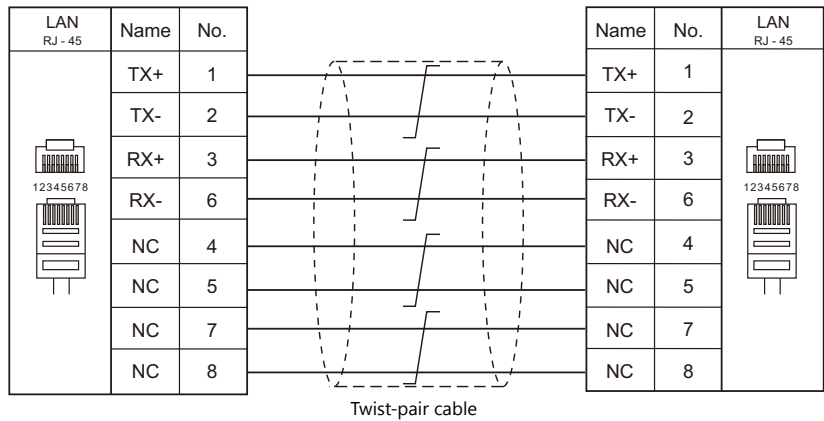 LAN
RJ - 45
Name No.
TX+ 1
TX- 2
RX+ 3
RX- 6
NC 4
NC 5
NC 7
NC 8
12345678
Name No.
LAN
RJ - 45
TX+ 1
TX- 2
RX+ 3
RX- 6
NC 4
NC 5
NC 7
NC 8
12345678
Twist-pair cable